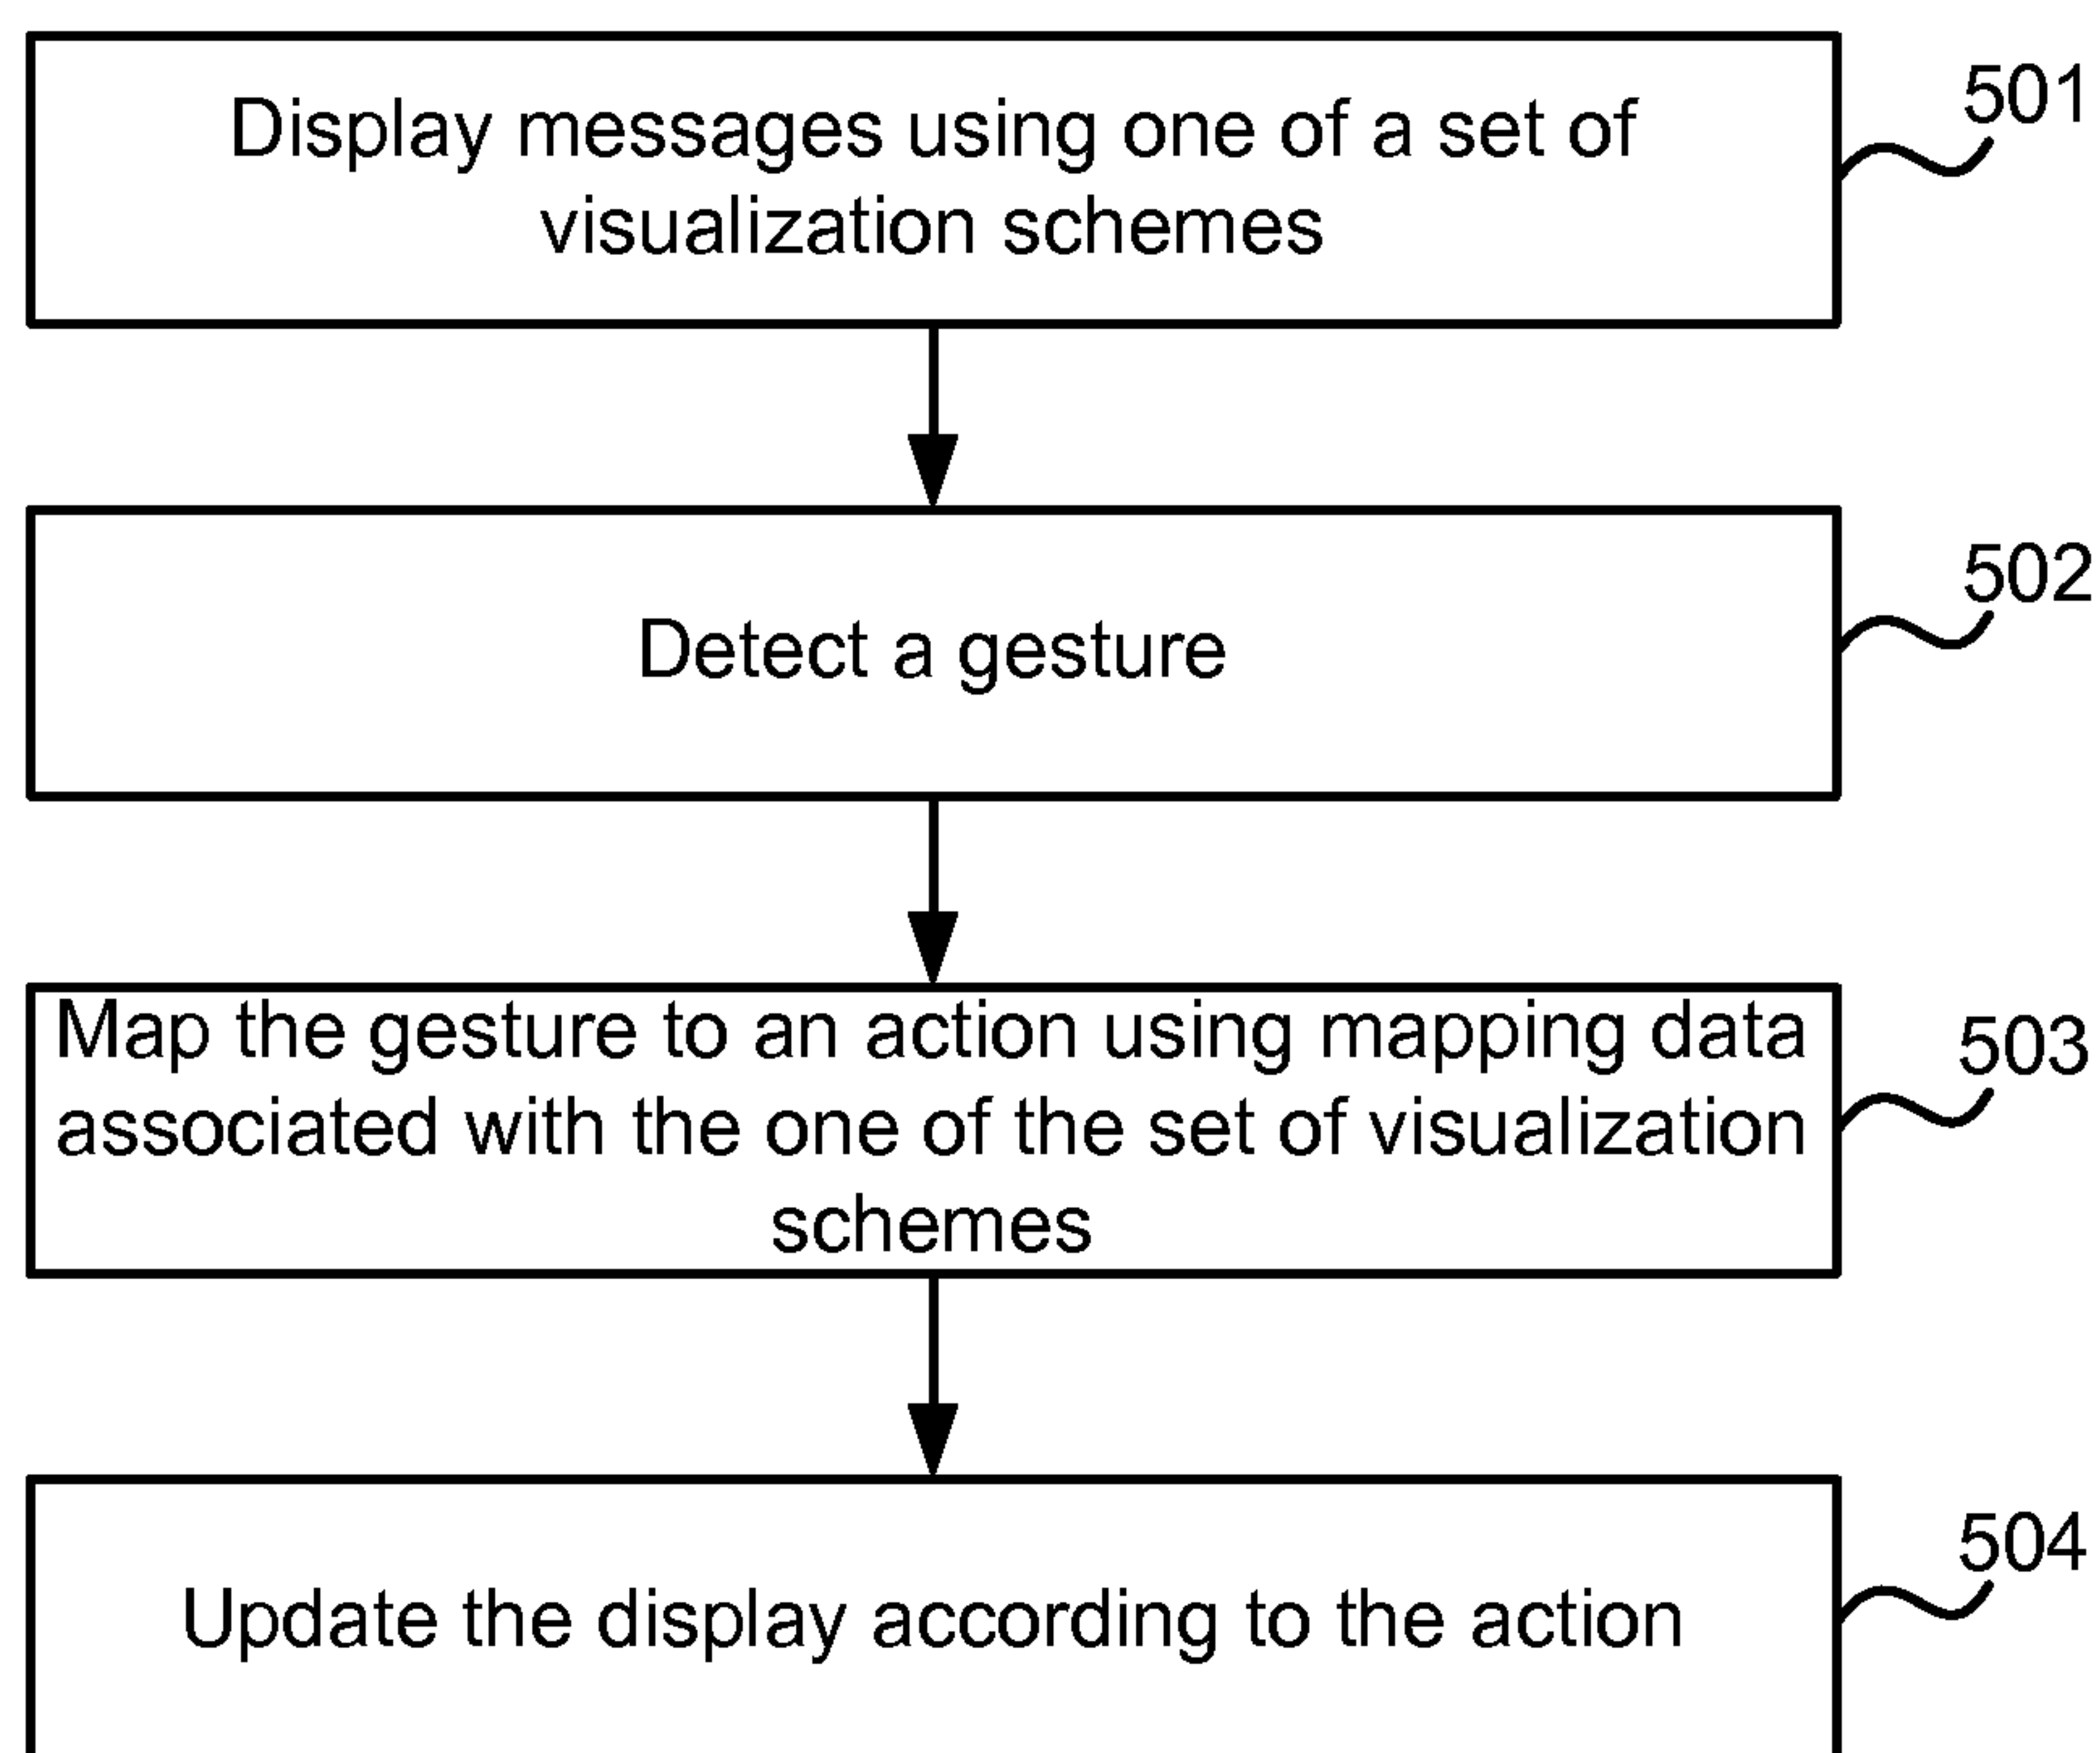 Display messages using one of a set of
visualization schemes
501
Detect a gesture
502
Map the gesture to an action using mapping data
associated with the one of the set of visualization
schemes
503
Update the display according to the action
504